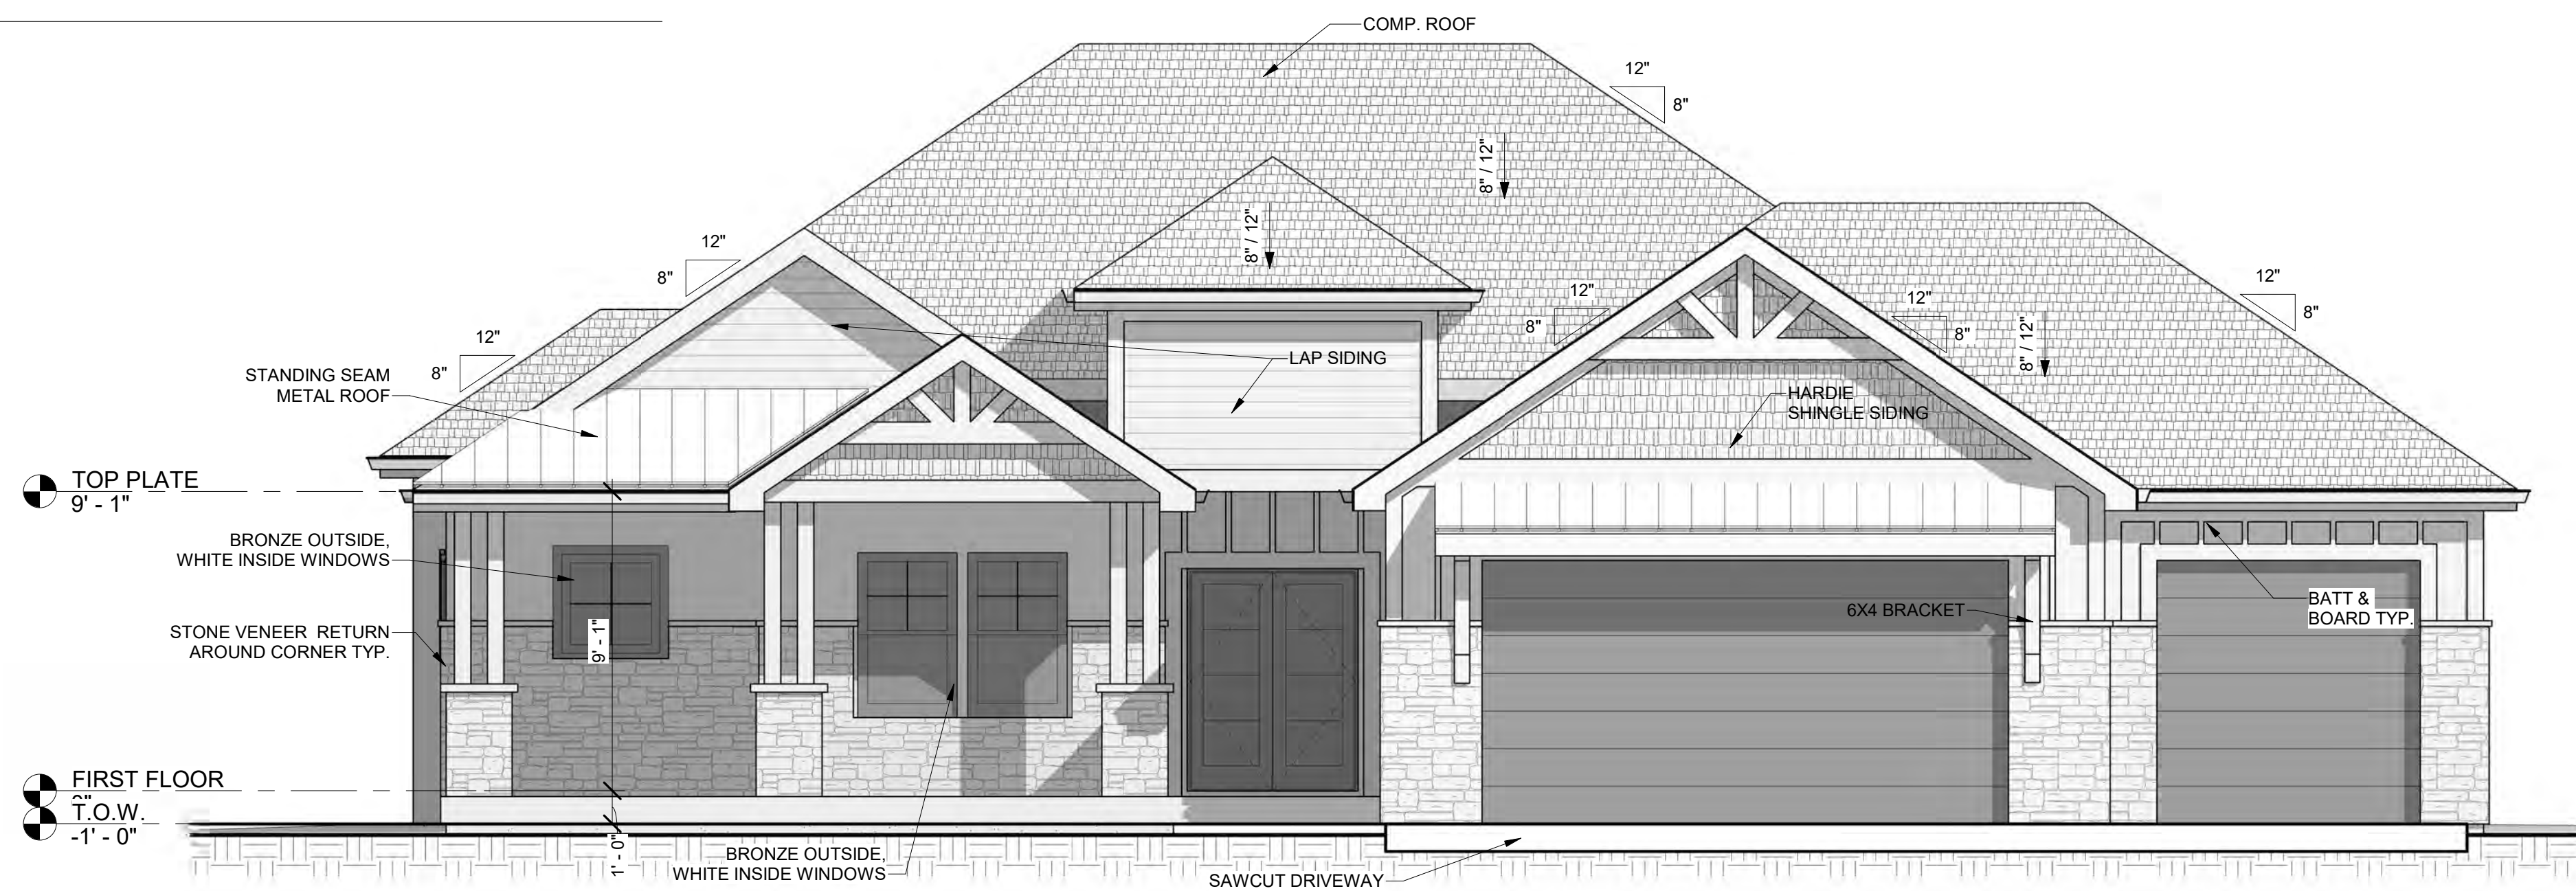 COMP. ROOF
12"
8"
8" / 12"
8" / 12"
12"
8"
12"
8"
12"
8"
12"
8"
12"
8"
8" / 12"
STANDING SEAM
METAL ROOF
LAP SIDING
HARDIE
SHINGLE SIDING
TOP PLATE
9' - 1"
BRONZE OUTSIDE,
WHITE INSIDE WINDOWS
6X4 BRACKET
BATT &
BOARD TYP.
STONE VENEER RETURN
AROUND CORNER TYP.
9' - 1"
FIRST FLOOR
T.O.W.
-1' - 0"
1' - 0"
BRONZE OUTSIDE,
WHITE INSIDE WINDOWS
SAWCUT DRIVEWAY